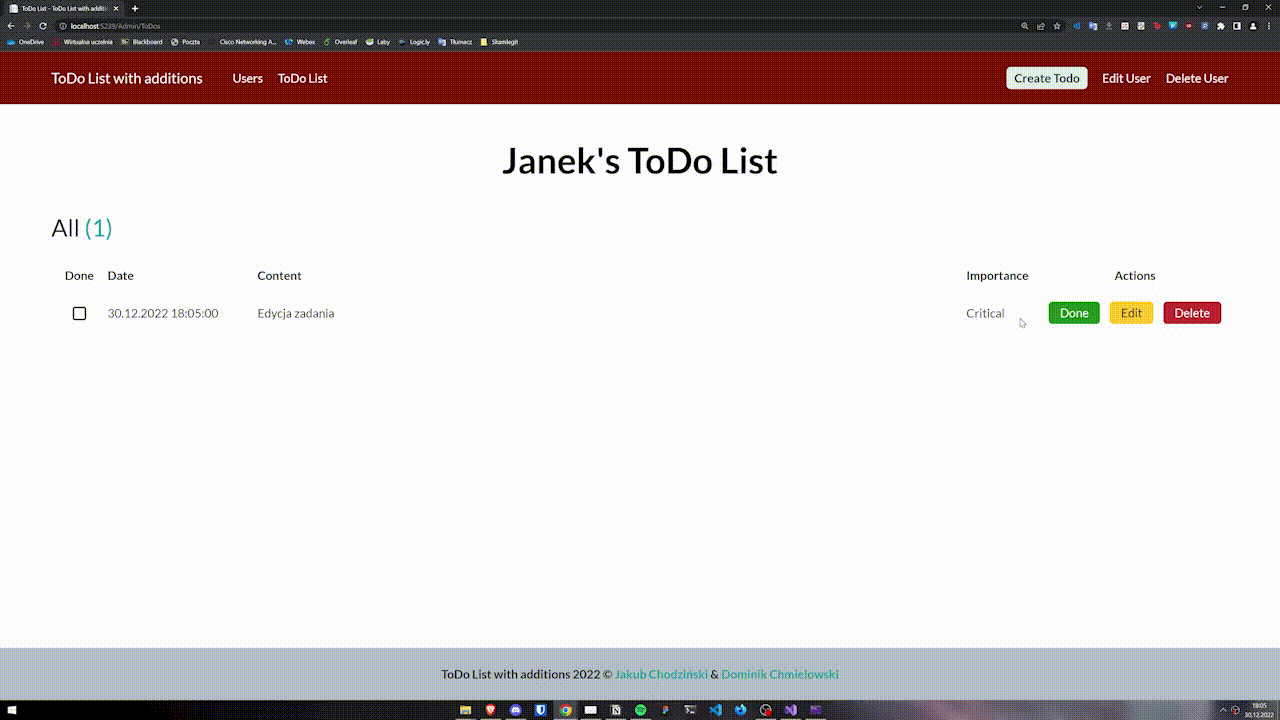 ToDo List - ToDo List with additi
localhost:5239/Admin/ToDos
OneDrive Wirtualna uczelnia Blackboard Poczta Cisco Networking A... Webex Overleaf Laby Logic.ly Tłumacz Skamlegit
ToDo List with additions Users ToDo List Create Todo Edit User Delete User
Janek's ToDo List
All (1)
Done Date Content Importance Actions
30.12.2022 18:05:00 Edycja zadania Critical Done Edit Delete
ToDo List with additions 2022 © Jakub Chodziński & Dominik Chmielowski
18:05
30.12.2022